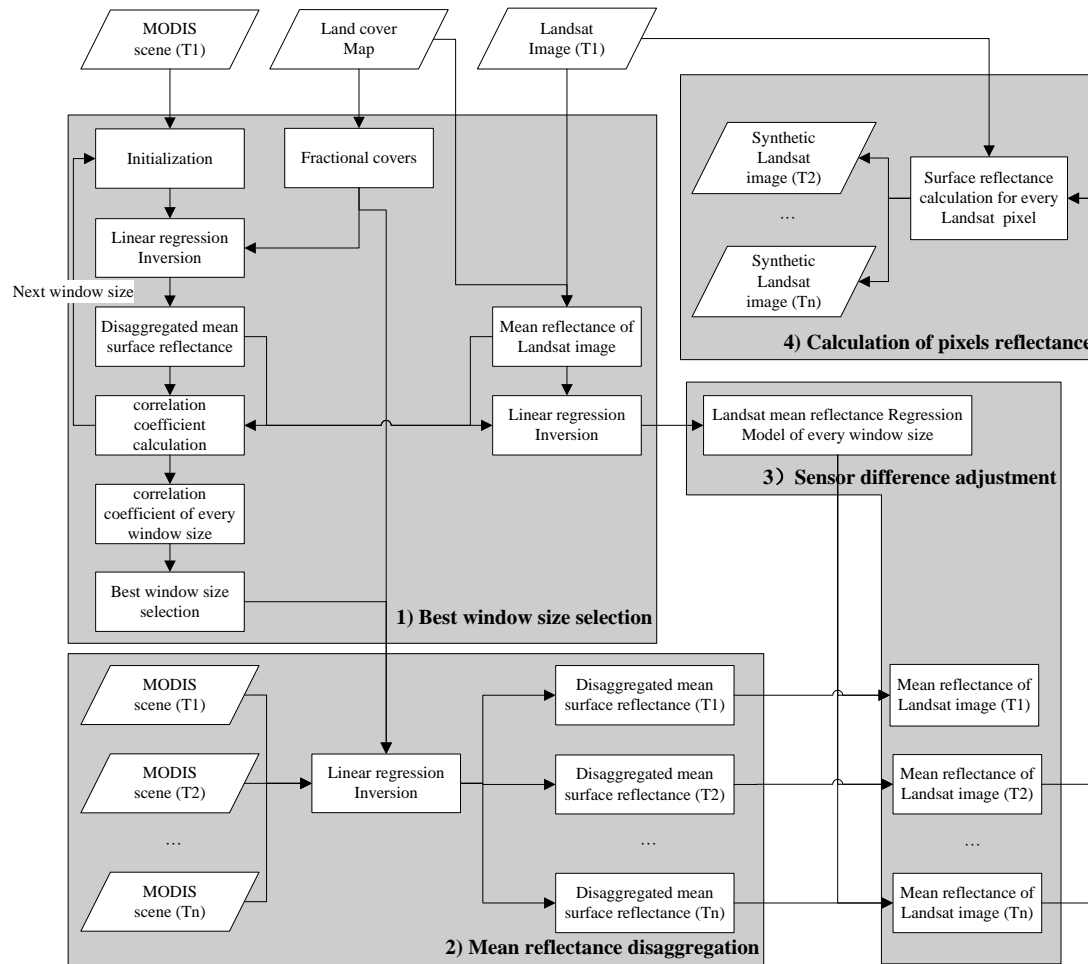 MODIS
scene (T1)
Land cover
Map
Landsat
Image (T1)
Initialization
Fractional covers
Linear regression
Inversion
Next window size
Disaggregated mean
surface reflectance
Mean reflectance of
Landsat image
correlation
coefficient
calculation
Linear regression
Inversion
correlation
coefficient of every
window size
Best window size
selection
1) Best window size selection
Synthetic
Landsat
image (T2)
…
Synthetic
Landsat
image (Tn)
Surface reflectance
calculation for every
Landsat pixel
4) Calculation of pixels reflectance
Landsat mean reflectance Regression
Model of every window size
3）Sensor difference adjustment
MODIS
scene (T1)
MODIS
scene (T2)
…
MODIS
scene (Tn)
Linear regression
Inversion
Disaggregated mean
surface reflectance (T1)
Disaggregated mean
surface reflectance (T2)
…
Disaggregated mean
surface reflectance (Tn)
2) Mean reflectance disaggregation
Mean reflectance of
Landsat image (T1)
Mean reflectance of
Landsat image (T2)
…
Mean reflectance of
Landsat image (Tn)